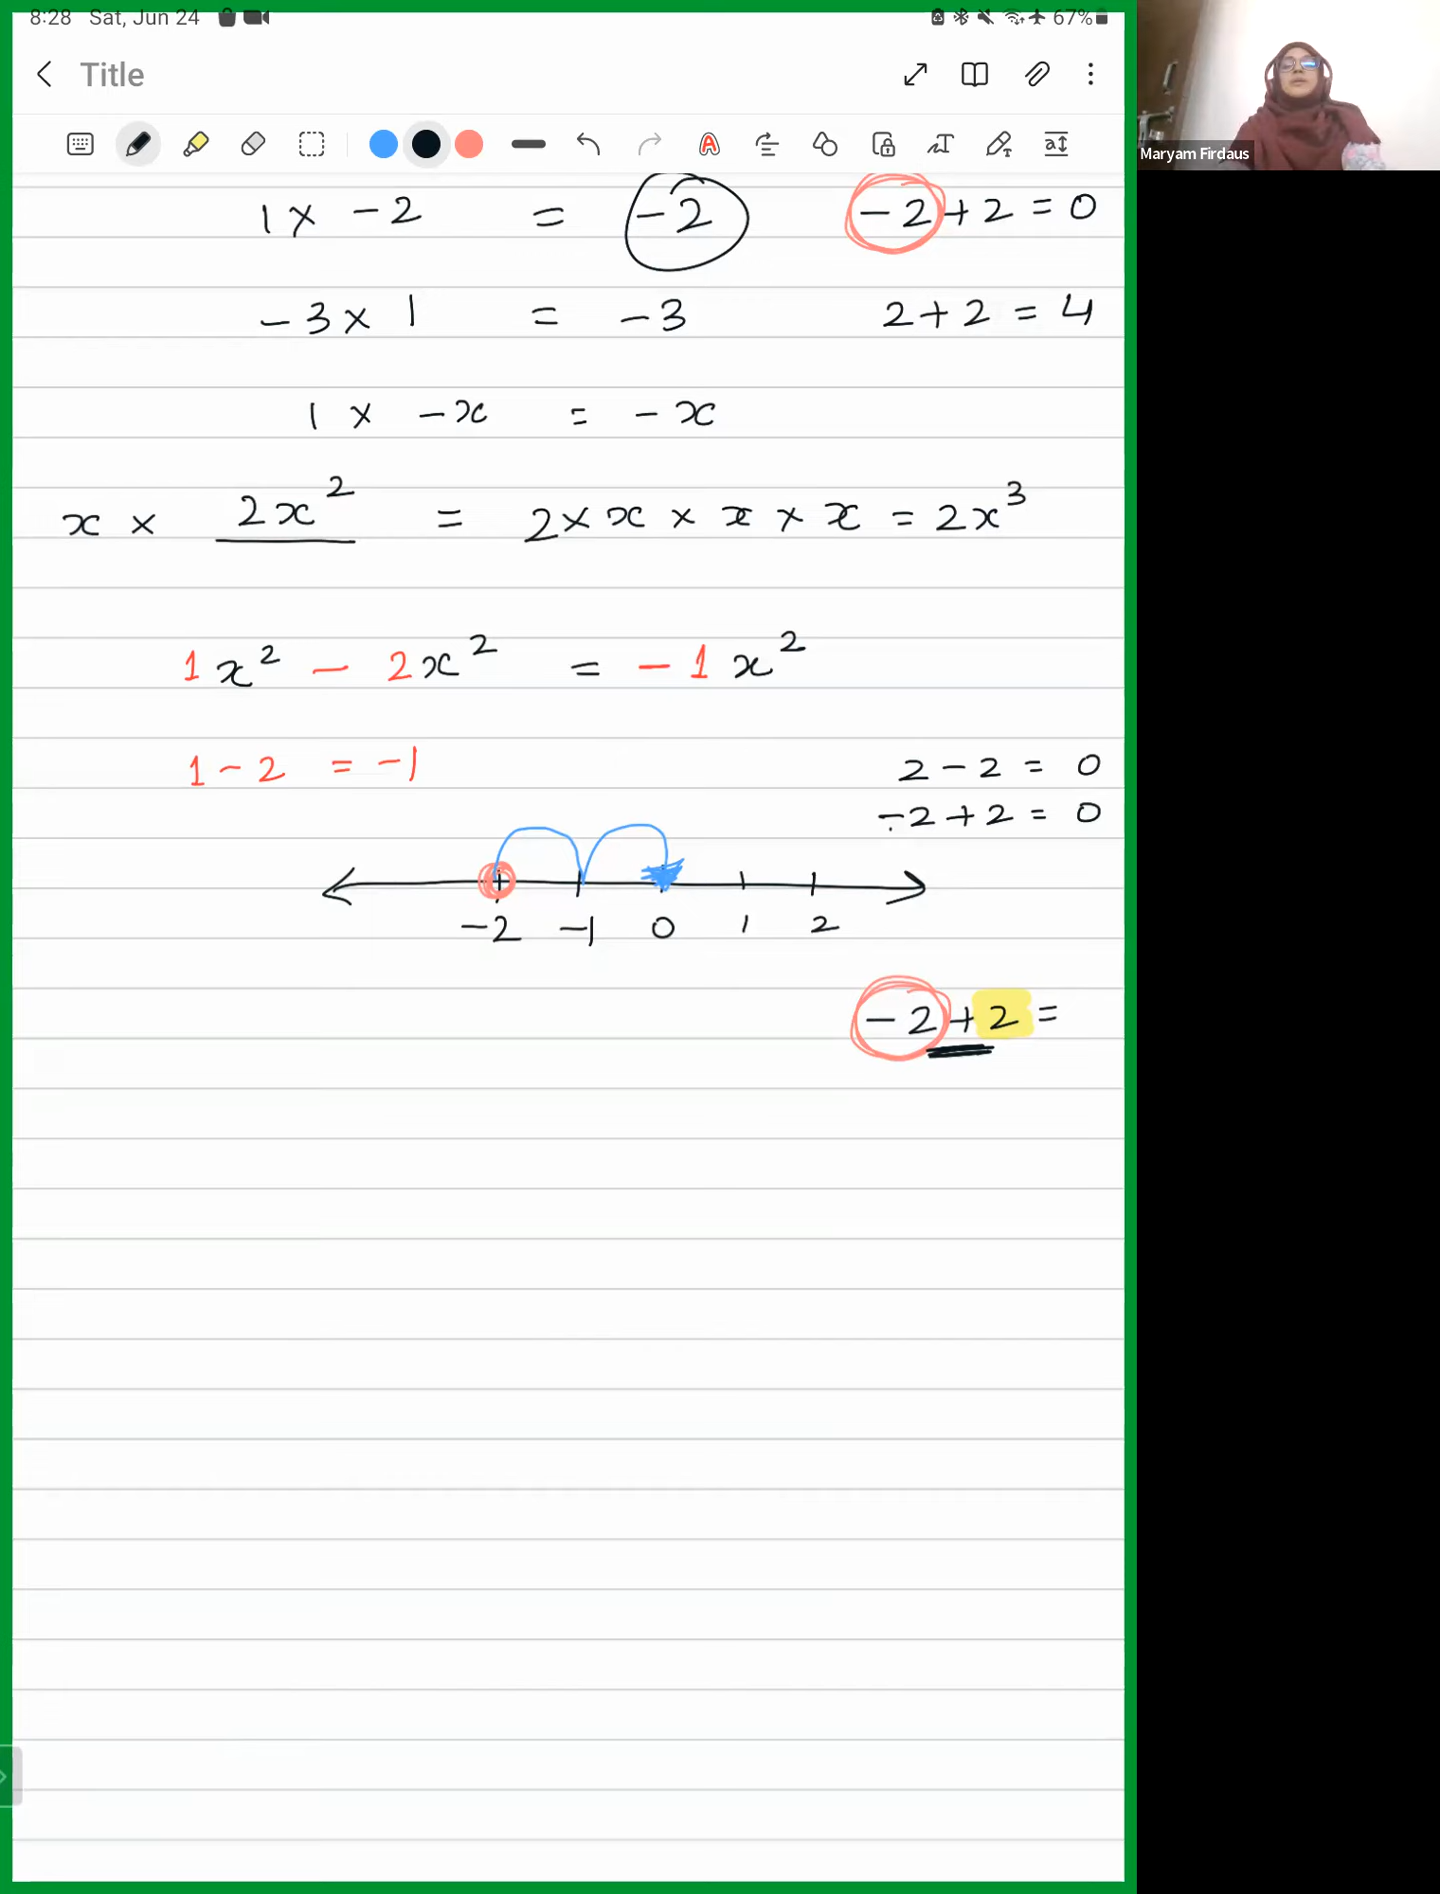 8:28 Sat, Jun 24 67%
Title
Maryam Firdaus
1 × -2 = -2 -2+2=0
-3 × 1 = -3 2+2=4
1 × -x = -x
x × 2x² = 2 × x × x × x = 2x³
1x² - 2x² = -1x²
1-2 = -1 2-2=0
-2+2=0
-2 -1 0 1 2
-2+2=